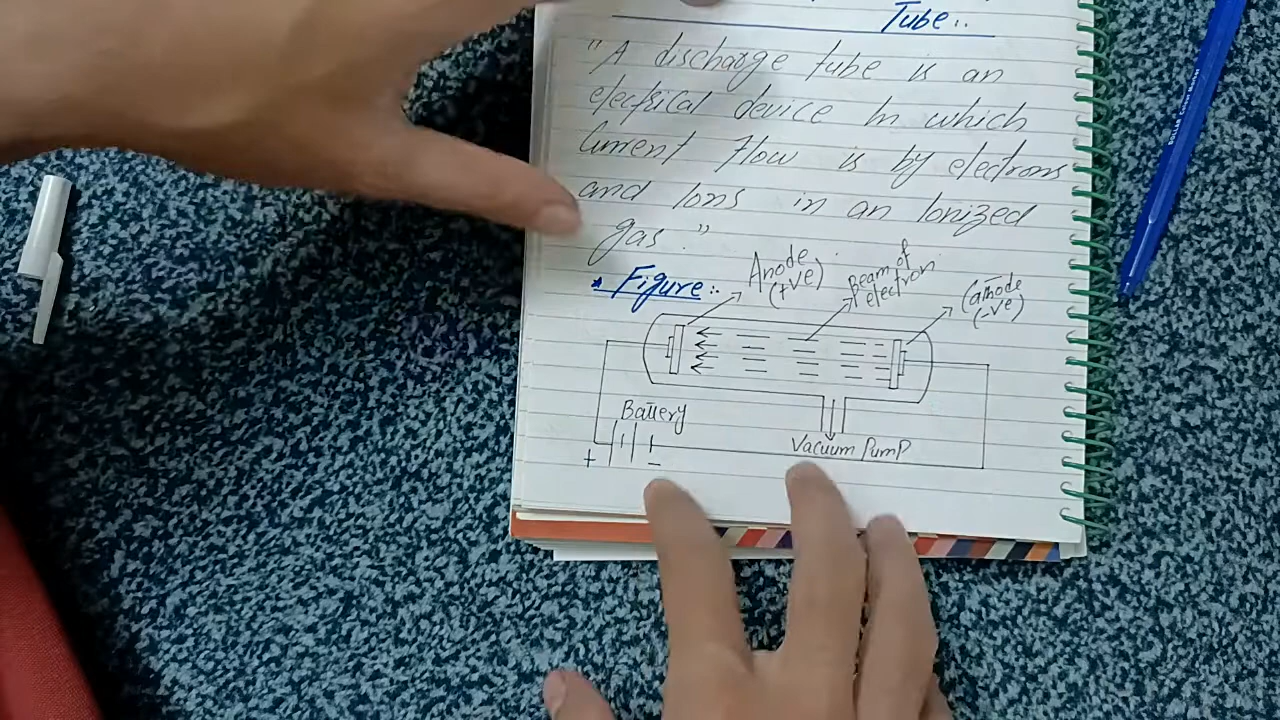 Tube:.
"A discharge tube is an
electrical device In which
Current Flow is by electrons
and Ions in an Ionized
gas."
* Figure:.
Anode
(+ve)
Beam of
electron
Cathode
(-ve)
Battery
+ -
Vacuum Pump